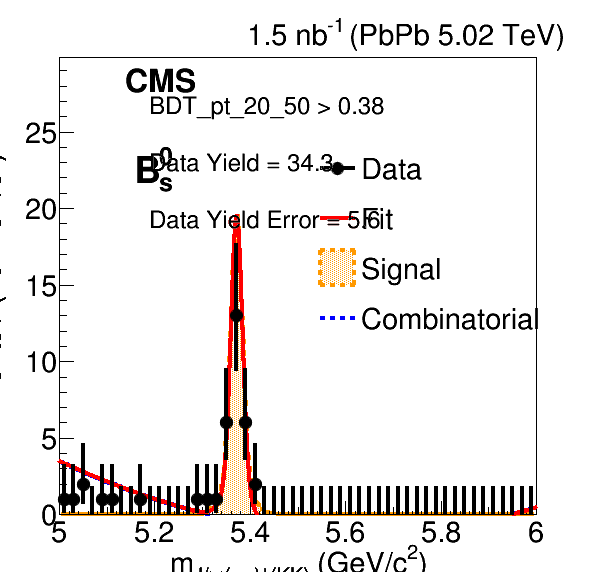 1.5 nb⁻¹ (PbPb 5.02 TeV)
CMS
BDT_pt_20_50 > 0.38
B⁰ₛ
Data Yield = 34.3
Data Yield Error = 5.6
Data
Fit
Signal
Combinatorial
25
20
15
10
5
0
5 5.2 5.4 5.6 5.8 6
m (GeV/c²)